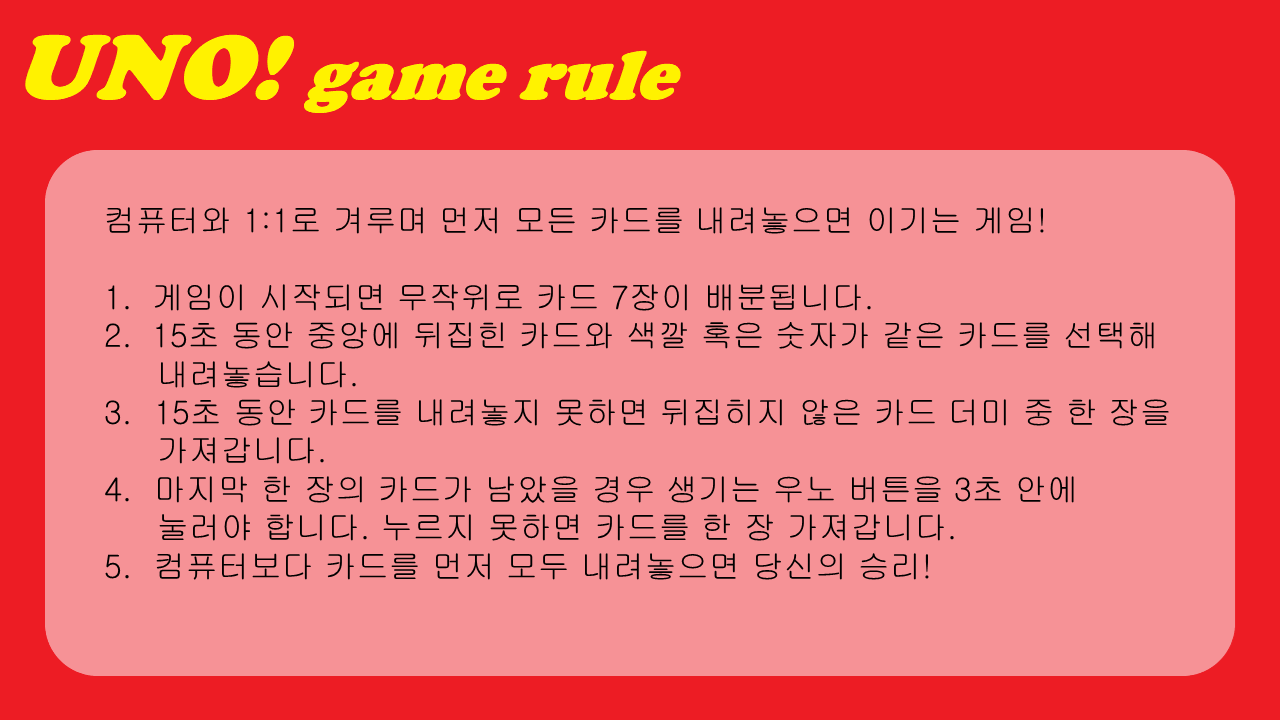 UNO! game rule
컴퓨터와 1:1로 겨루며 먼저 모든 카드를 내려놓으면 이기는 게임!
1. 게임이 시작되면 무작위로 카드 7장이 배분됩니다.
2. 15초 동안 중앙에 뒤집힌 카드와 색깔 혹은 숫자가 같은 카드를 선택해
내려놓습니다.
3. 15초 동안 카드를 내려놓지 못하면 뒤집히지 않은 카드 더미 중 한 장을
가져갑니다.
4. 마지막 한 장의 카드가 남았을 경우 생기는 우노 버튼을 3초 안에
눌러야 합니다. 누르지 못하면 카드를 한 장 가져갑니다.
5. 컴퓨터보다 카드를 먼저 모두 내려놓으면 당신의 승리!